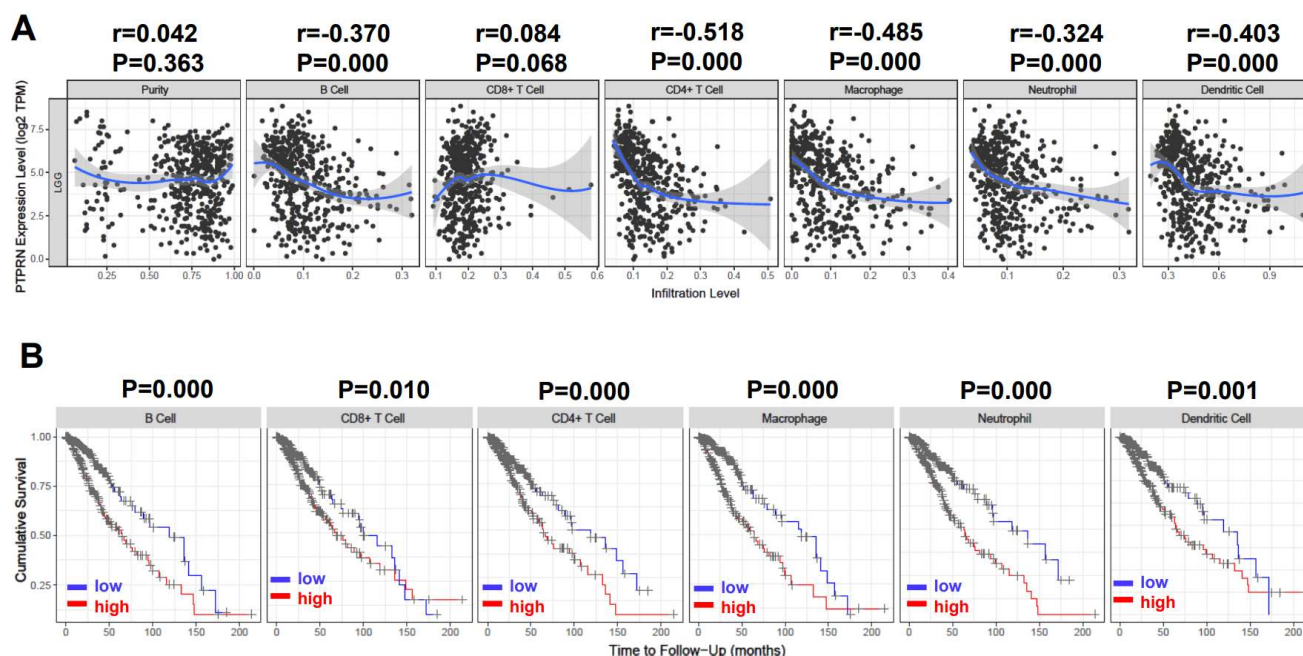 A
r=0.042 r=-0.370 r=0.084 r=-0.518 r=-0.485 r=-0.324 r=-0.403
P=0.363 P=0.000 P=0.068 P=0.000 P=0.000 P=0.000 P=0.000
Purity B Cell CD8+ T Cell CD4+ T Cell Macrophage Neutrophil Dendritic Cell
PTPRN Expression Level (log2 TPM)
LGG
7.5
5.0
2.5
0.0
0.25 0.50 0.75 1.00 0.0 0.1 0.2 0.3 0.1 0.2 0.3 0.4 0.5 0.6 0.1 0.2 0.3 0.4 0.5 0.0 0.1 0.2 0.3 0.4 0.1 0.2 0.3 0.3 0.6 0.9
Infiltration Level
B
P=0.000 P=0.010 P=0.000 P=0.000 P=0.000 P=0.001
B Cell CD8+ T Cell CD4+ T Cell Macrophage Neutrophil Dendritic Cell
Cumulative Survival
1.00
0.75
0.50
0.25
low low low low low low
high high high high high high
0 50 100 150 200 0 50 100 150 200 0 50 100 150 200 0 50 100 150 200 0 50 100 150 200 0 50 100 150 200
Time to Follow-Up (months)